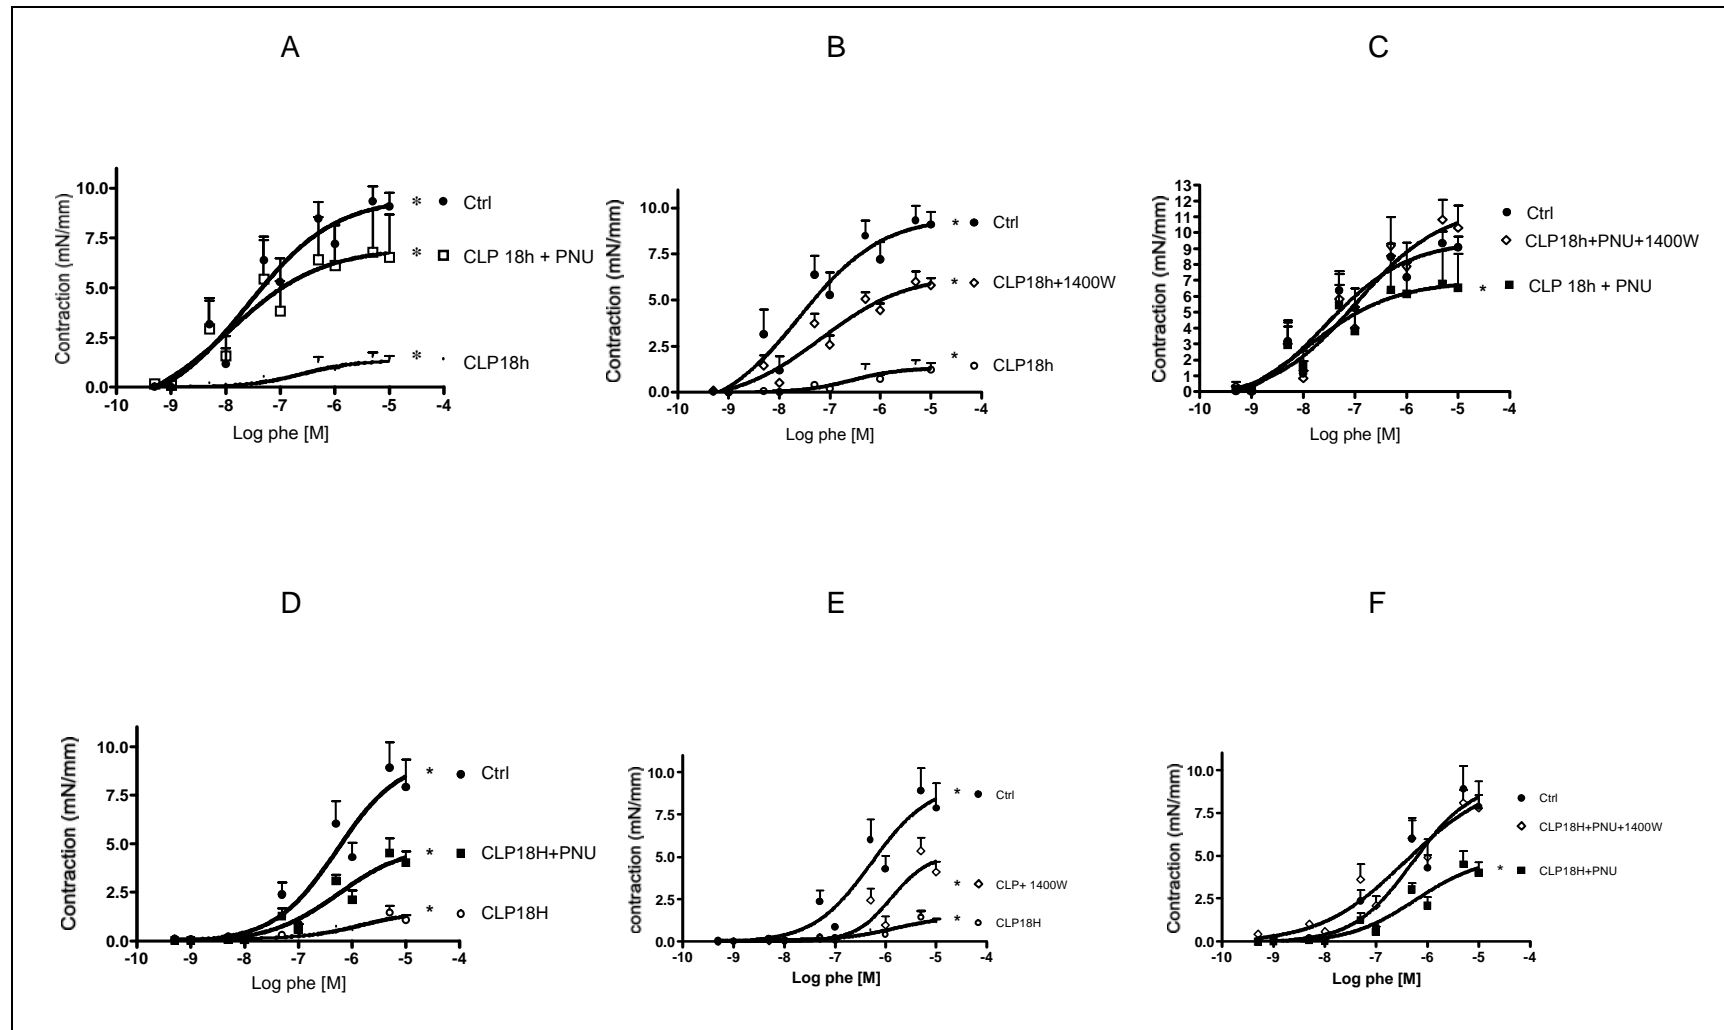 A
B
C
Contraction (mN/mm)
10.0
7.5
5.0
2.5
0.0
-10 -9 -8 -7 -6 -5 -4
Log phe [M]
* Ctrl
* CLP 18h + PNU
* CLP18h
Contraction (mN/mm)
10.0
7.5
5.0
2.5
0.0
-10 -9 -8 -7 -6 -5 -4
Log phe [M]
* Ctrl
* CLP18h+1400W
* CLP18h
Contraction (mN/mm)
13
12
11
10
9
8
7
6
5
4
3
2
1
0
-10 -9 -8 -7 -6 -5 -4
Log phe [M]
Ctrl
CLP18h+PNU+1400W
* CLP 18h + PNU
D
E
F
Contraction (mN/mm)
10.0
7.5
5.0
2.5
0.0
-10 -9 -8 -7 -6 -5 -4
Log phe [M]
* Ctrl
* CLP18H+PNU
* CLP18H
contraction (mN/mm)
10.0
7.5
5.0
2.5
0.0
-10 -9 -8 -7 -6 -5 -4
Log phe [M]
* Ctrl
* CLP+ 1400W
* CLP18H
Contraction (mN/mm)
10.0
7.5
5.0
2.5
0.0
-10 -9 -8 -7 -6 -5 -4
Log phe [M]
Ctrl
CLP18H+PNU+1400W
* CLP18H+PNU